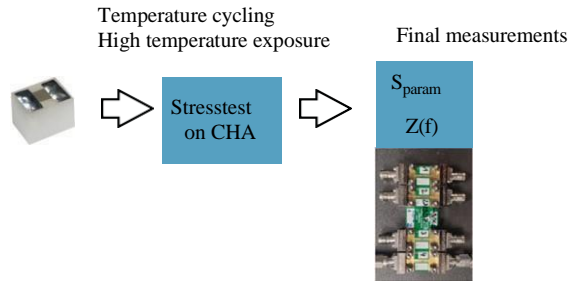 Temperature cycling
High temperature exposure
Final measurements
Stresstest
on CHA
Sparam
Z(f)